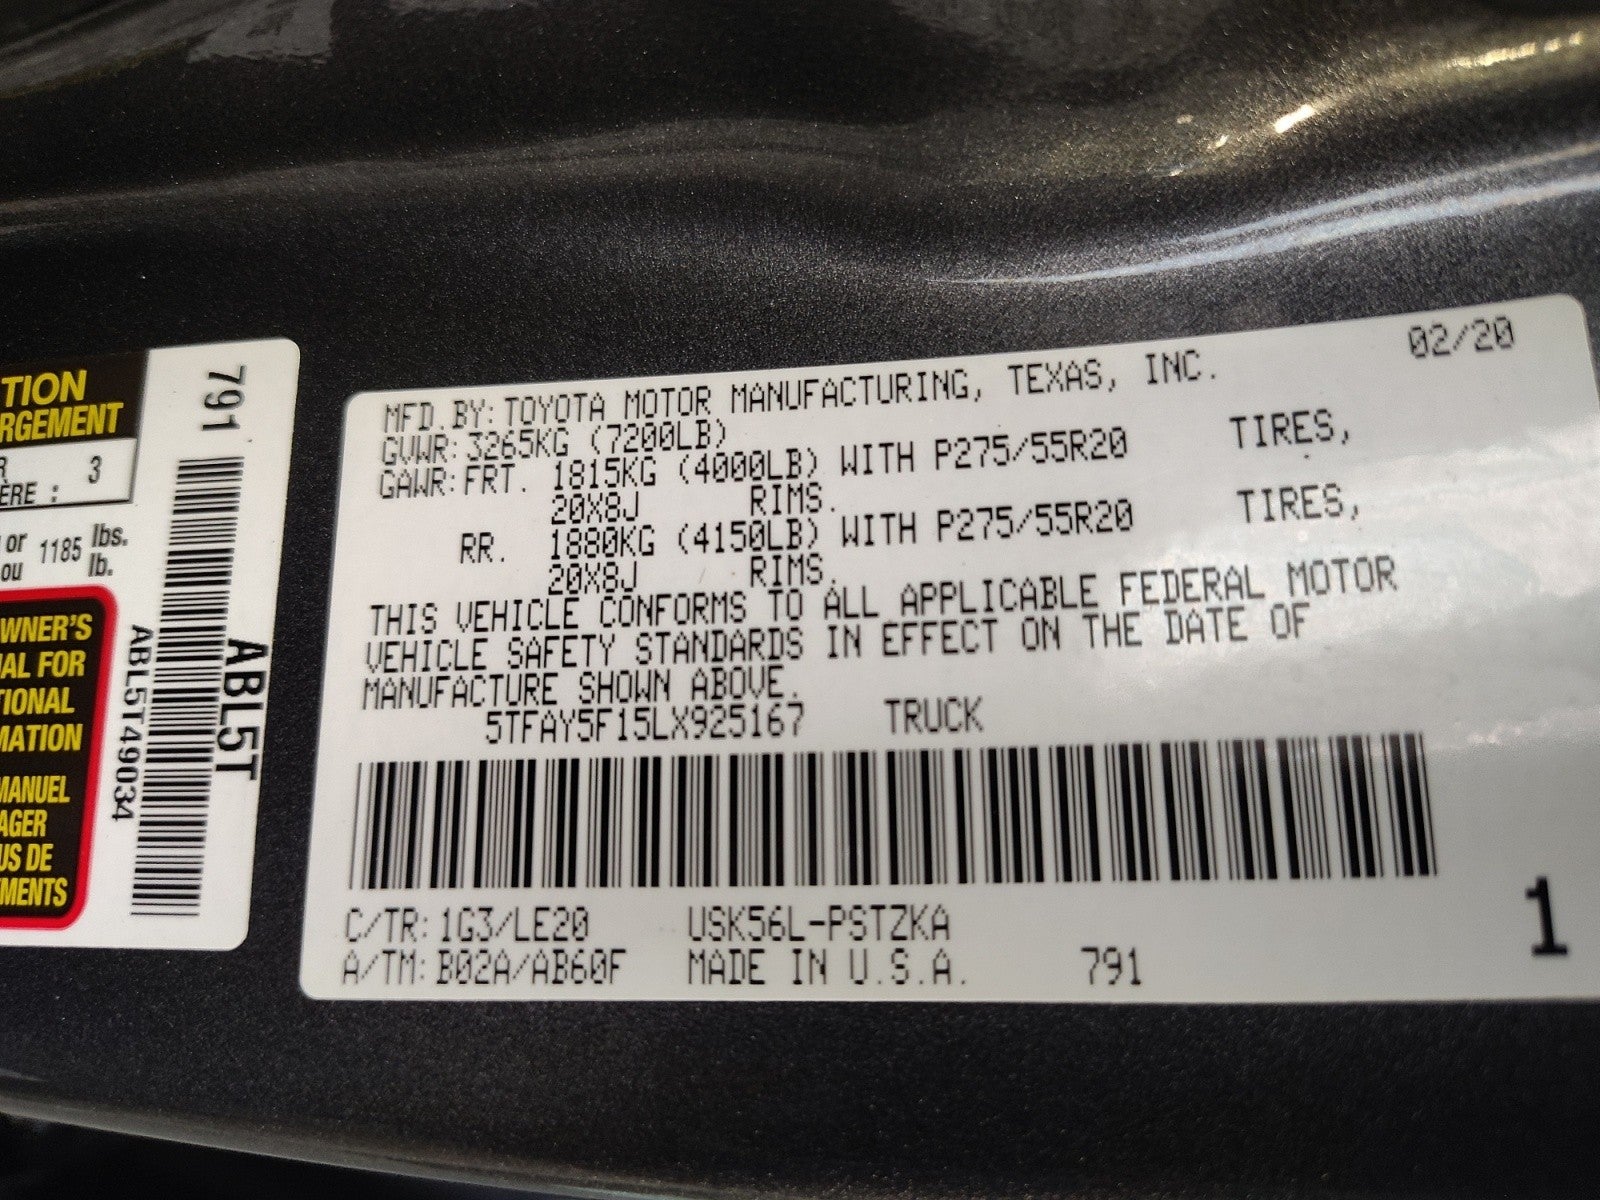 TION
RGEMENT
R
ÈRE : 3
or 1185 lbs.
ou lb.
WNER'S
AL FOR
TIONAL
MATION
MANUEL
AGER
US DE
MENTS
791
ABL5T
ABL5T49034
02/20
MFD.BY:TOYOTA MOTOR MANUFACTURING, TEXAS, INC.
GVWR:3265KG (7200LB)
GAWR:FRT. 1815KG (4000LB) WITH P275/55R20 TIRES,
20X8J RIMS.
RR. 1880KG (4150LB) WITH P275/55R20 TIRES,
20X8J RIMS.
THIS VEHICLE CONFORMS TO ALL APPLICABLE FEDERAL MOTOR
VEHICLE SAFETY STANDARDS IN EFFECT ON THE DATE OF
MANUFACTURE SHOWN ABOVE.
5TFAY5F15LX925167 TRUCK
C/TR:1G3/LE20 USK56L-PSTZKA
A/TM:B02A/AB60F MADE IN U.S.A. 791
1